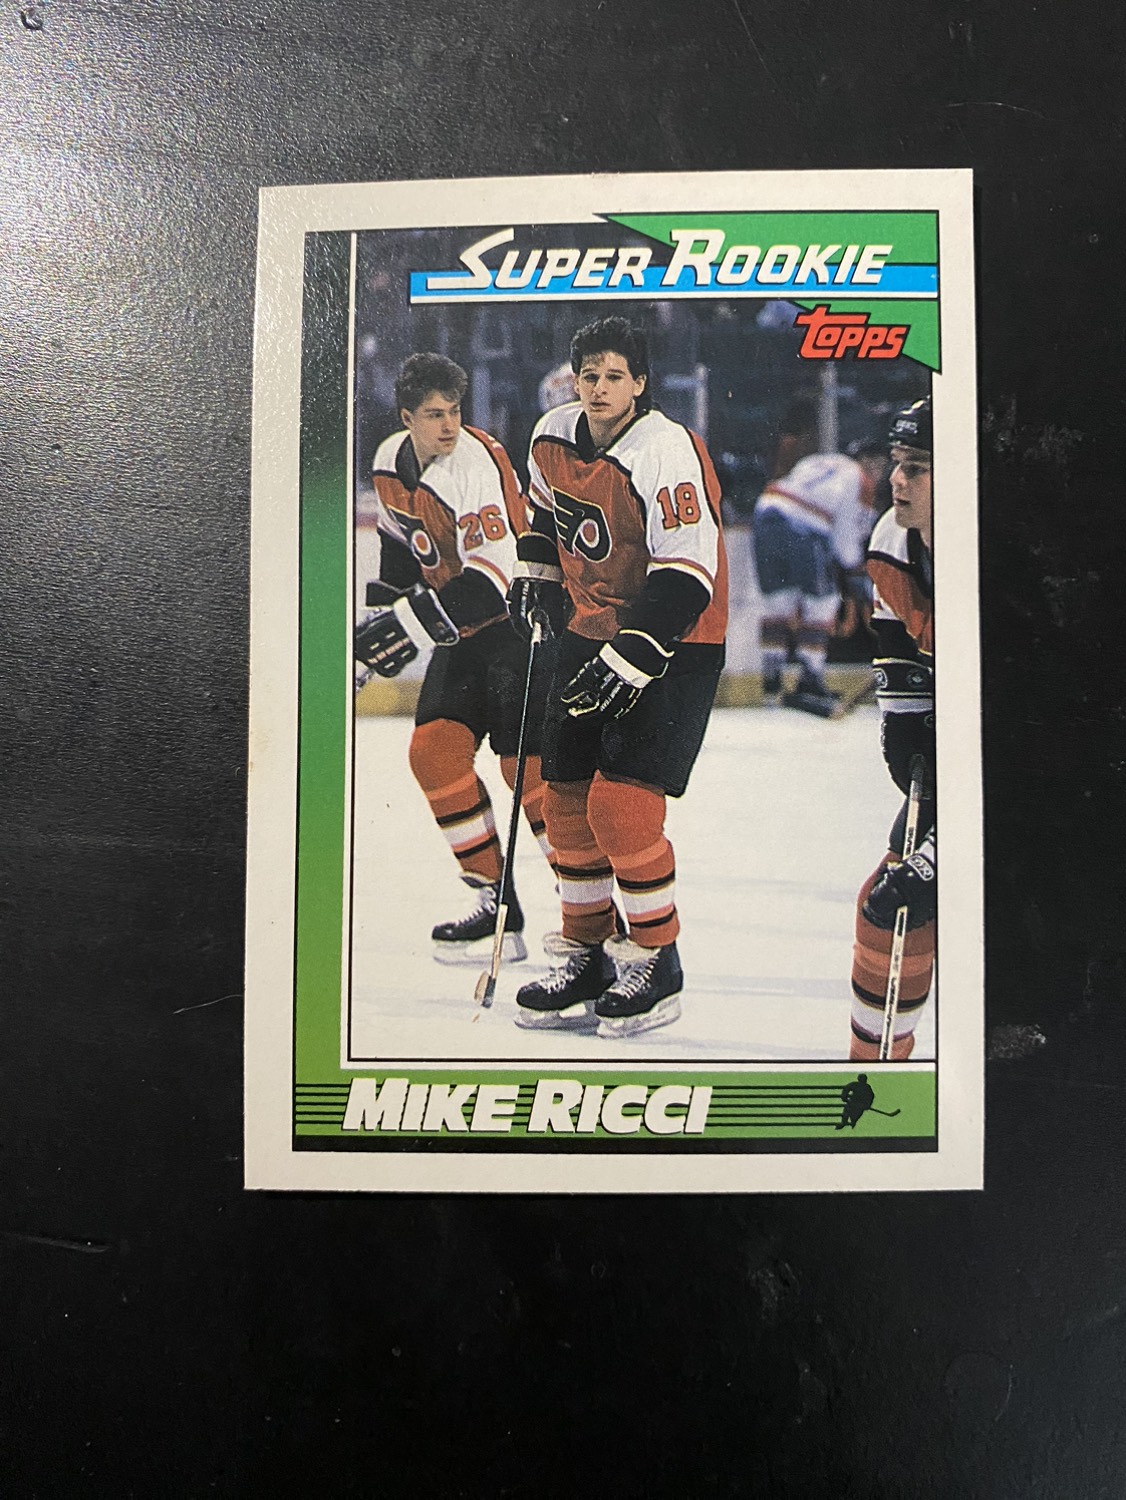 SUPER ROOKIE
TOPPS
26
18
MIKE RICCI